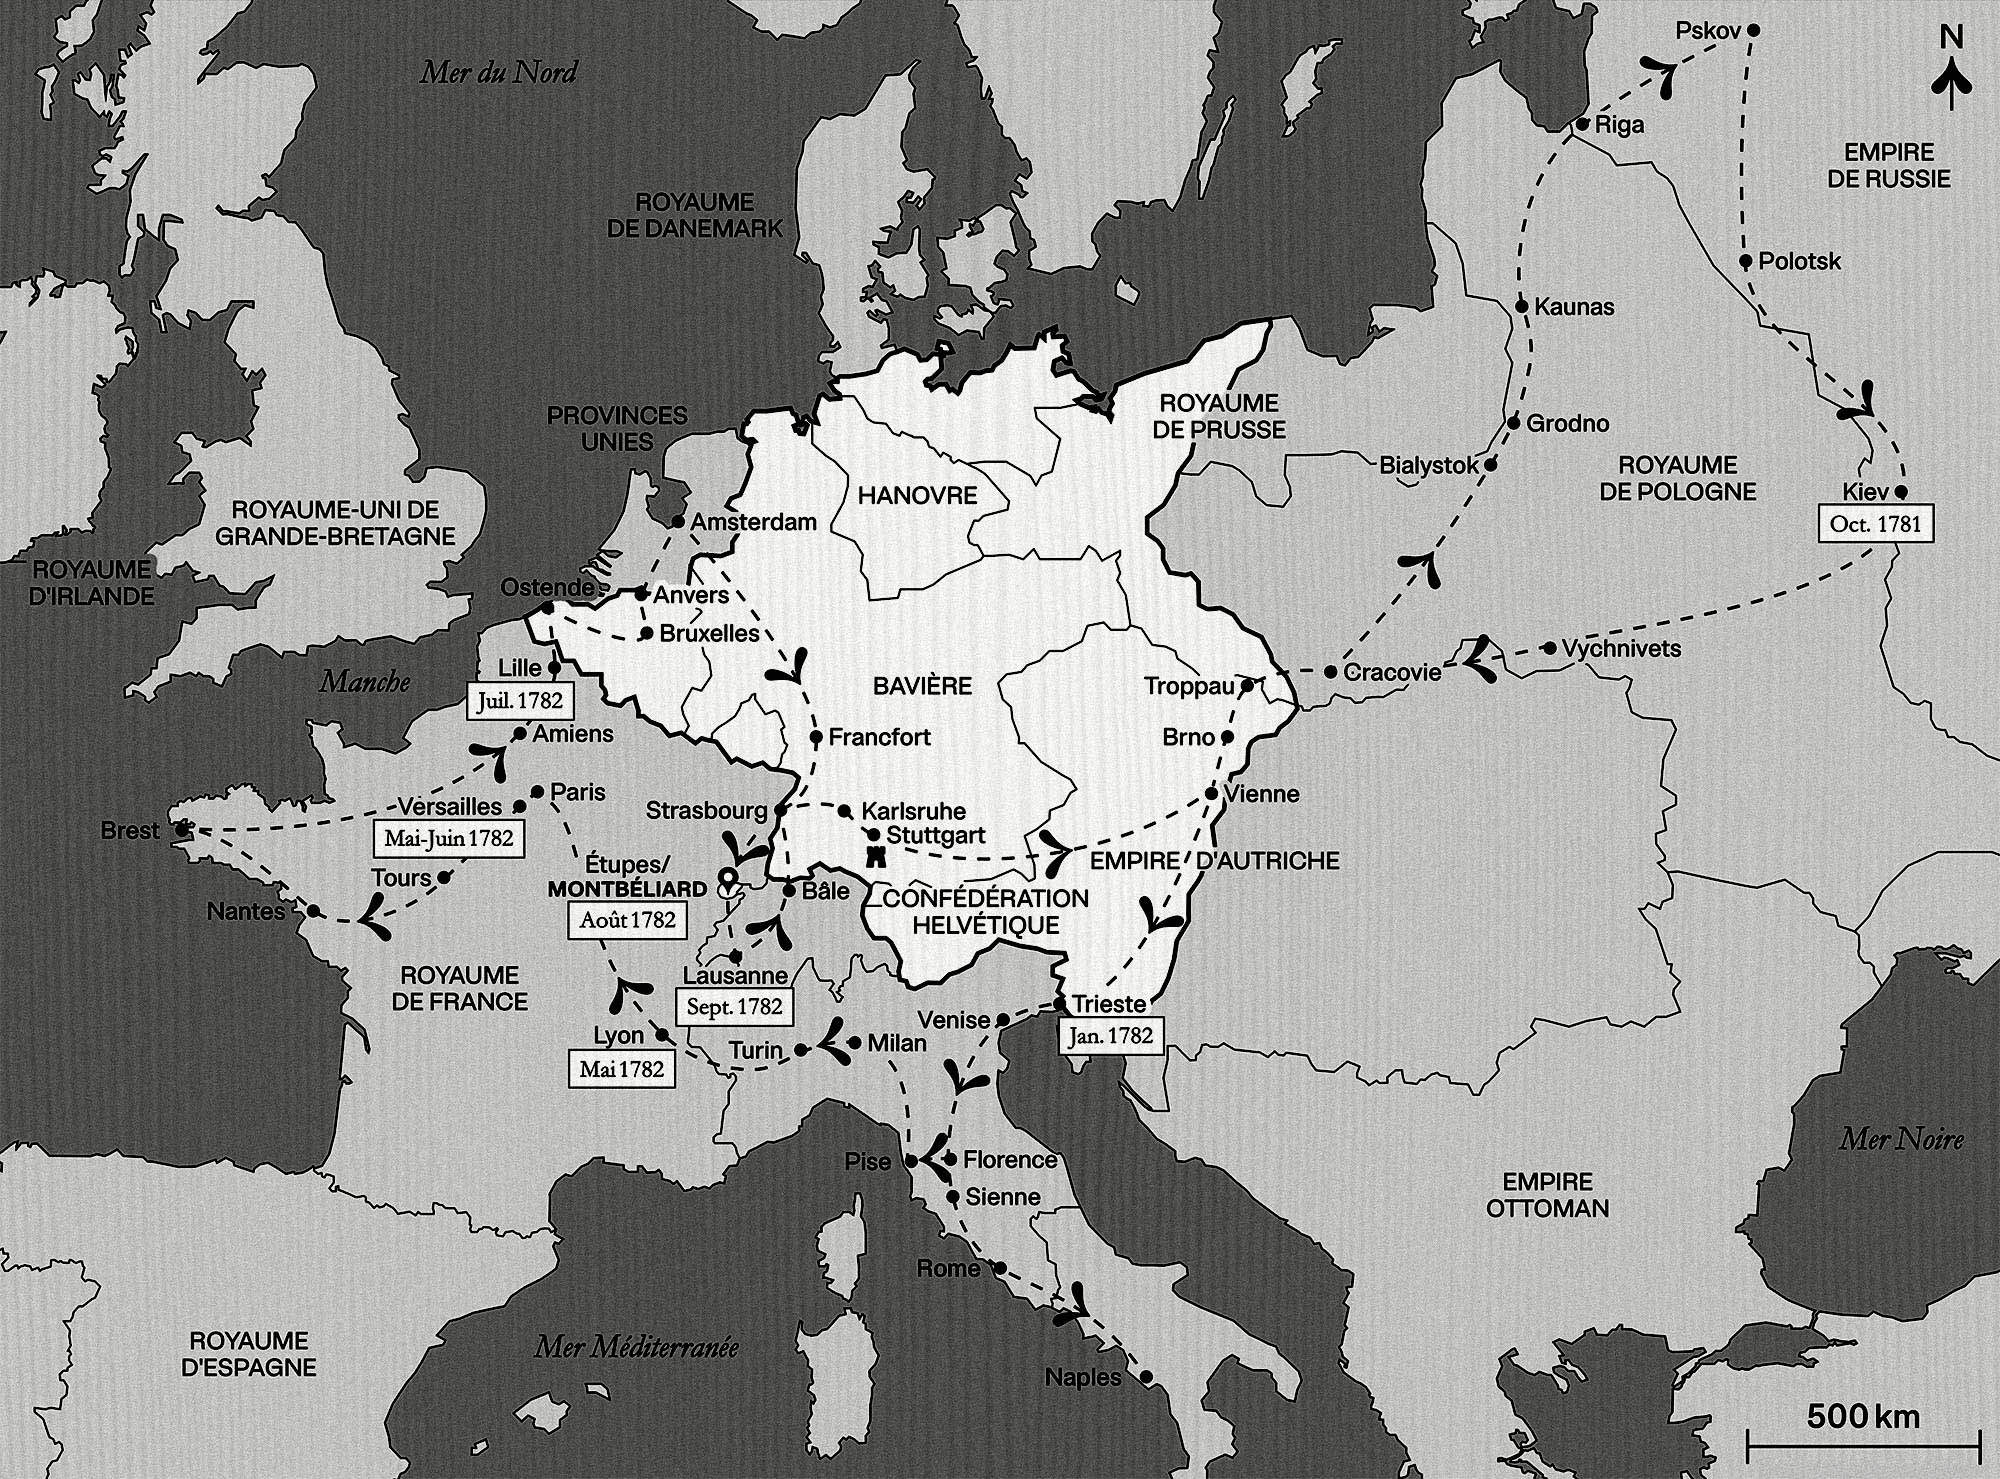 Pskov
N
Mer du Nord
Riga
EMPIRE
DE RUSSIE
ROYAUME
DE DANEMARK
Polotsk
Kaunas
PROVINCES
UNIES
ROYAUME
DE PRUSSE
Grodno
Bialystok
ROYAUME
DE POLOGNE
HANOVRE
Kiev
Oct. 1781
ROYAUME-UNI DE
GRANDE-BRETAGNE
Amsterdam
ROYAUME
D'IRLANDE
Ostende
Anvers
Bruxelles
Vychnivets
Lille
Juil. 1782
Manche
BAVIÈRE
Troppau
Cracovie
Amiens
Francfort
Brno
Versailles
Paris
Mai-Juin 1782
Strasbourg
Karlsruhe
Stuttgart
Vienne
Brest
Étupes/
MONTBÉLIARD
Août 1782
EMPIRE D'AUTRICHE
Tours
Bâle
CONFÉDÉRATION
HELVÉTIQUE
Nantes
ROYAUME
DE FRANCE
Lausanne
Sept. 1782
Trieste
Jan. 1782
Venise
Lyon
Mai 1782
Turin
Milan
Mer Noire
Pise
Florence
Sienne
EMPIRE
OTTOMAN
Rome
ROYAUME
D'ESPAGNE
Mer Méditerranée
Naples
500 km